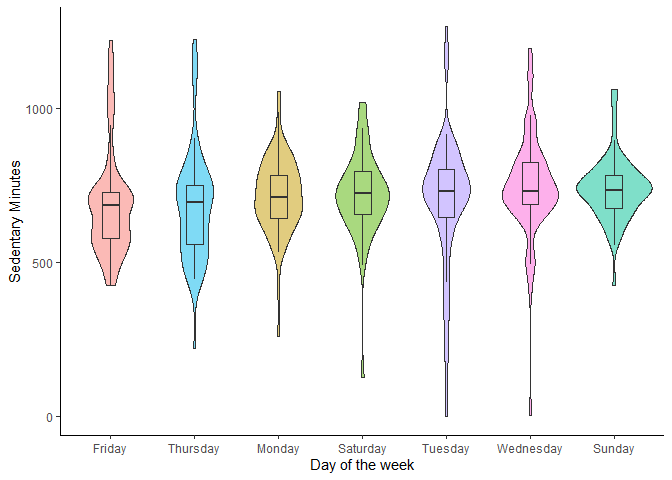 Sedentary Minutes
1000
500
0
Friday Thursday Monday Saturday Tuesday Wednesday Sunday
Day of the week